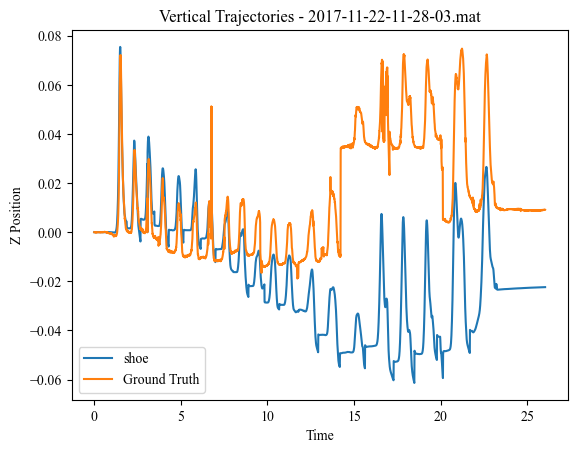 Vertical Trajectories - 2017-11-22-11-28-03.mat
0.08
0.06
0.04
0.02
0.00
−0.02
−0.04
−0.06
Z Position
shoe
Ground Truth
0 5 10 15 20 25
Time